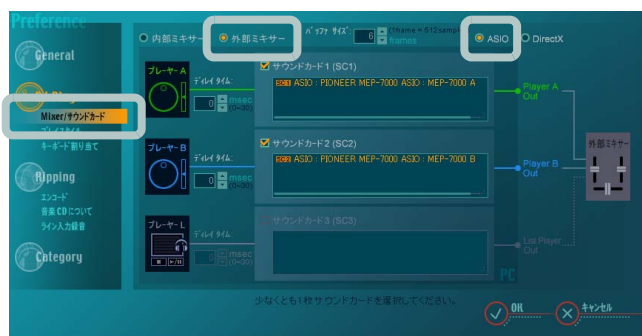 Preference
General
Mixer/サウンドカード
プレイスタイル
キーボード割り当て
Ripping
エンコード
音楽CDについて
ライン入力録音
Category
内部ミキサー
外部ミキサー
バッファ サイズ:
6
(1frame = 512sampl
frames
ASIO
DirectX
プレーヤー A
ディレイ タイム:
0
msec
(0~30)
サウンドカード1 (SC1)
SC1 ASIO : PIONEER MEP-7000 ASIO : MEP-7000 A
Player A
Out
プレーヤー B
ディレイ タイム:
0
msec
(0~30)
サウンドカード2 (SC2)
SC2 ASIO : PIONEER MEP-7000 ASIO : MEP-7000 B
Player B
Out
外部ミキサー
プレーヤー L
ディレイ タイム:
0
msec
(0~30)
サウンドカード3 (SC3)
List Player
Out
PC
少なくとも1枚サウンドカードを選択してください。
OK
キャンセル